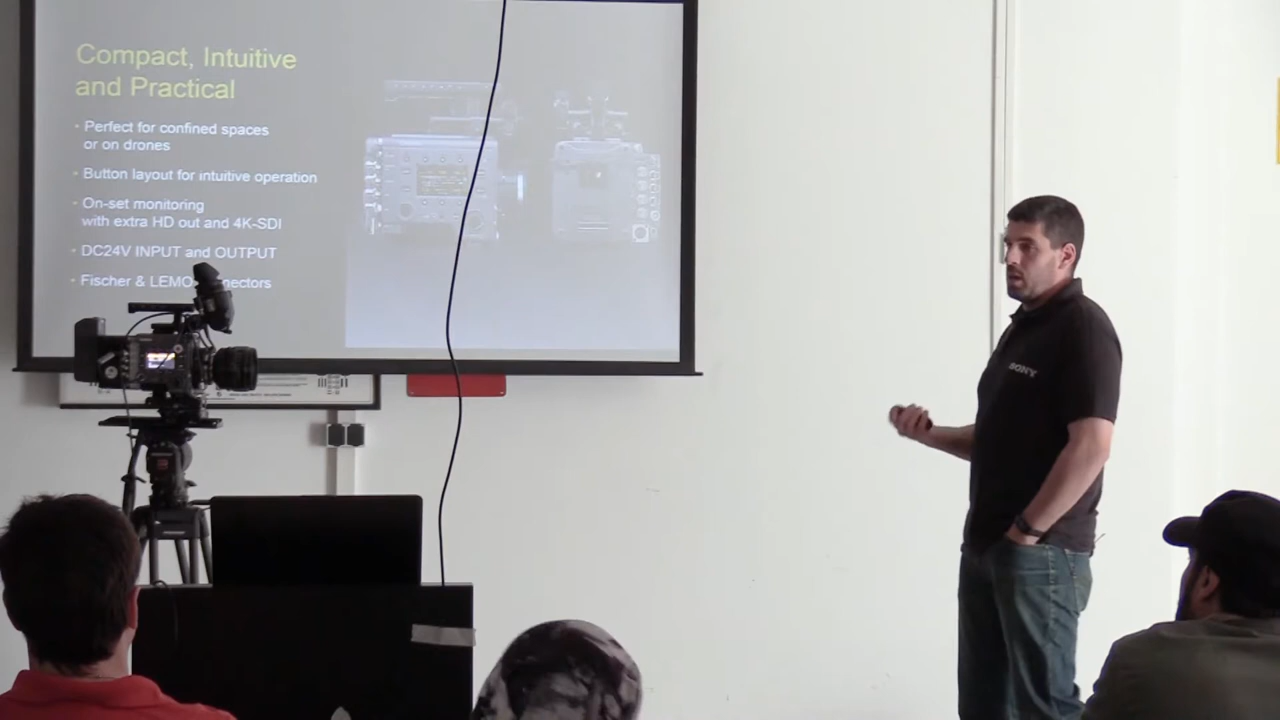 Compact, Intuitive
and Practical
Perfect for confined spaces
or on drones
Button layout for intuitive operation
On-set monitoring
with extra HD out and 4K-SDI
DC24V INPUT and OUTPUT
Fischer & LEMO
SONY